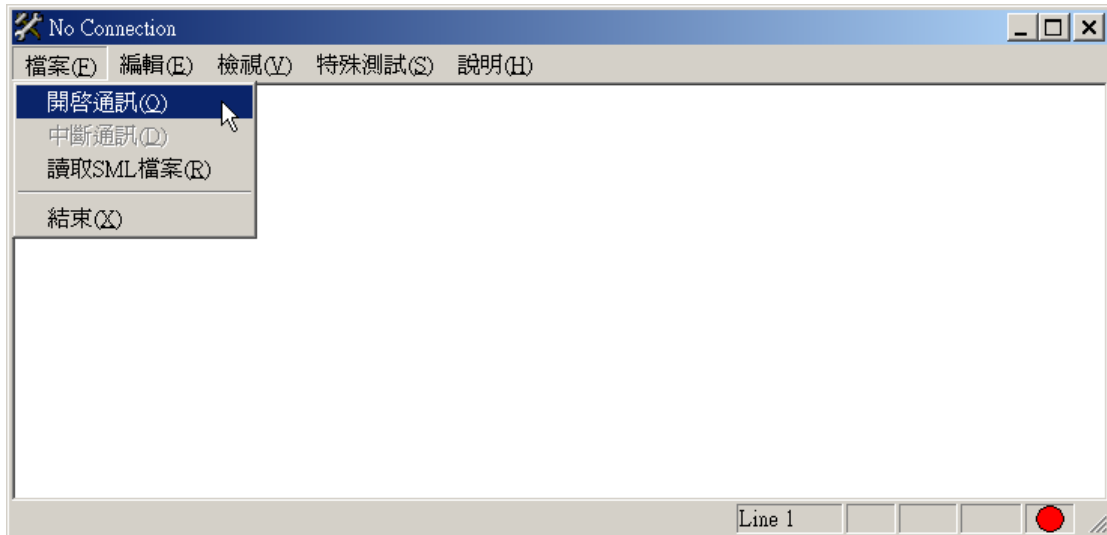 No Connection
檔案(F) 編輯(E) 檢視(V) 特殊測試(S) 說明(H)
開啓通訊(O)
中斷通訊(D)
讀取SML檔案(R)
結束(X)
Line 1